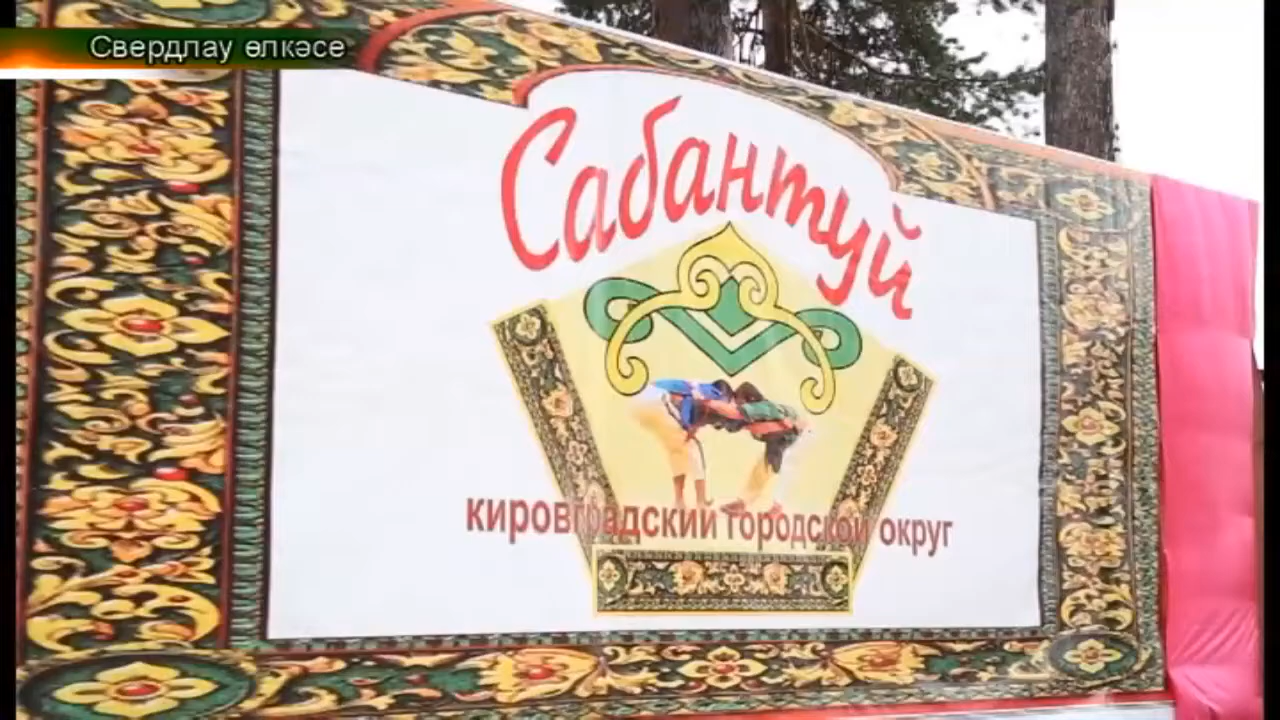 Свердлау өлкәсе
Сабантуй
кировградский городской округ